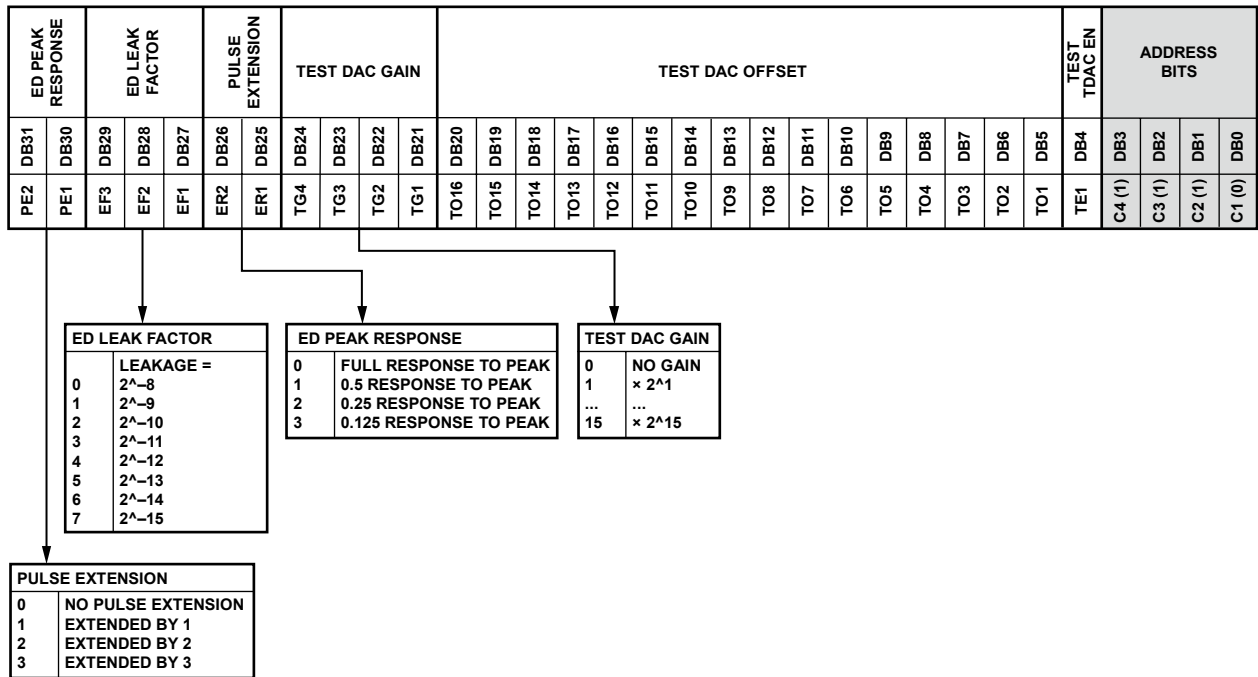 ED PEAK
RESPONSE
ED LEAK
FACTOR
PULSE
EXTENSION
TEST DAC GAIN
TEST DAC OFFSET
TEST
TDAC EN
ADDRESS
BITS
DB31 DB30 DB29 DB28 DB27 DB26 DB25 DB24 DB23 DB22 DB21 DB20 DB19 DB18 DB17 DB16 DB15 DB14 DB13 DB12 DB11 DB10 DB9 DB8 DB7 DB6 DB5 DB4 DB3 DB2 DB1 DB0
PE2 PE1 EF3 EF2 EF1 ER2 ER1 TG4 TG3 TG2 TG1 TO16 TO15 TO14 TO13 TO12 TO11 TO10 TO9 TO8 TO7 TO6 TO5 TO4 TO3 TO2 TO1 TE1 C4 (1) C3 (1) C2 (1) C1 (0)
ED LEAK FACTOR
LEAKAGE =
0 2^–8
1 2^–9
2 2^–10
3 2^–11
4 2^–12
5 2^–13
6 2^–14
7 2^–15
ED PEAK RESPONSE
0 FULL RESPONSE TO PEAK
1 0.5 RESPONSE TO PEAK
2 0.25 RESPONSE TO PEAK
3 0.125 RESPONSE TO PEAK
TEST DAC GAIN
0 NO GAIN
1 × 2^1
... ...
15 × 2^15
PULSE EXTENSION
0 NO PULSE EXTENSION
1 EXTENDED BY 1
2 EXTENDED BY 2
3 EXTENDED BY 3